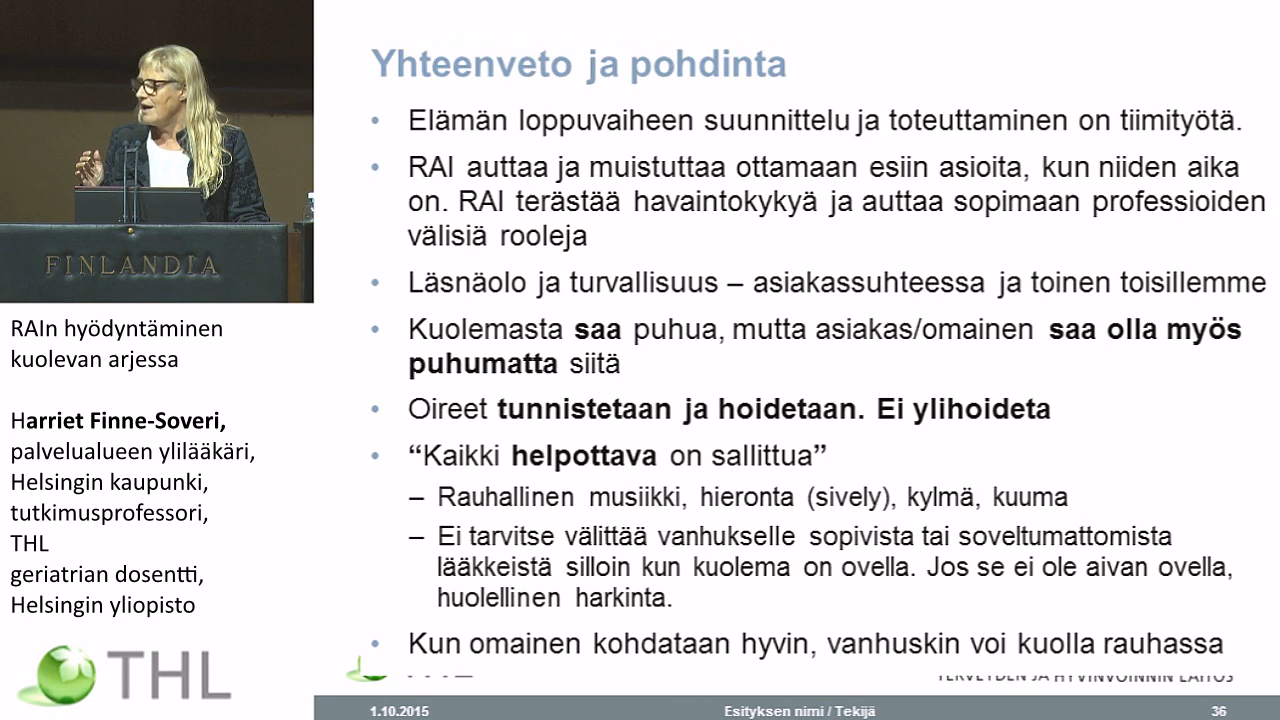 FINLANDIA
RAIn hyödyntäminen
kuolevan arjessa
Harriet Finne-Soveri,
palvelualueen ylilääkäri,
Helsingin kaupunki,
tutkimusprofessori,
THL
geriatrian dosentti,
Helsingin yliopisto
THL
Yhteenveto ja pohdinta
• Elämän loppuvaiheen suunnittelu ja toteuttaminen on tiimityötä.
• RAI auttaa ja muistuttaa ottamaan esiin asioita, kun niiden aika
on. RAI terästää havaintokykyä ja auttaa sopimaan professioiden
välisiä rooleja
• Läsnäolo ja turvallisuus – asiakassuhteessa ja toinen toisillemme
• Kuolemasta saa puhua, mutta asiakas/omainen saa olla myös
puhumatta siitä
• Oireet tunnistetaan ja hoidetaan. Ei ylihoideta
• “Kaikki helpottava on sallittua”
– Rauhallinen musiikki, hieronta (sively), kylmä, kuuma
– Ei tarvitse välittää vanhukselle sopivista tai soveltumattomista
lääkkeistä silloin kun kuolema on ovella. Jos se ei ole aivan ovella,
huolellinen harkinta.
• Kun omainen kohdataan hyvin, vanhuskin voi kuolla rauhassa
TERVEYDEN JA HYVINVOINNIN LAITOS
1.10.2015 Esityksen nimi / Tekijä 36